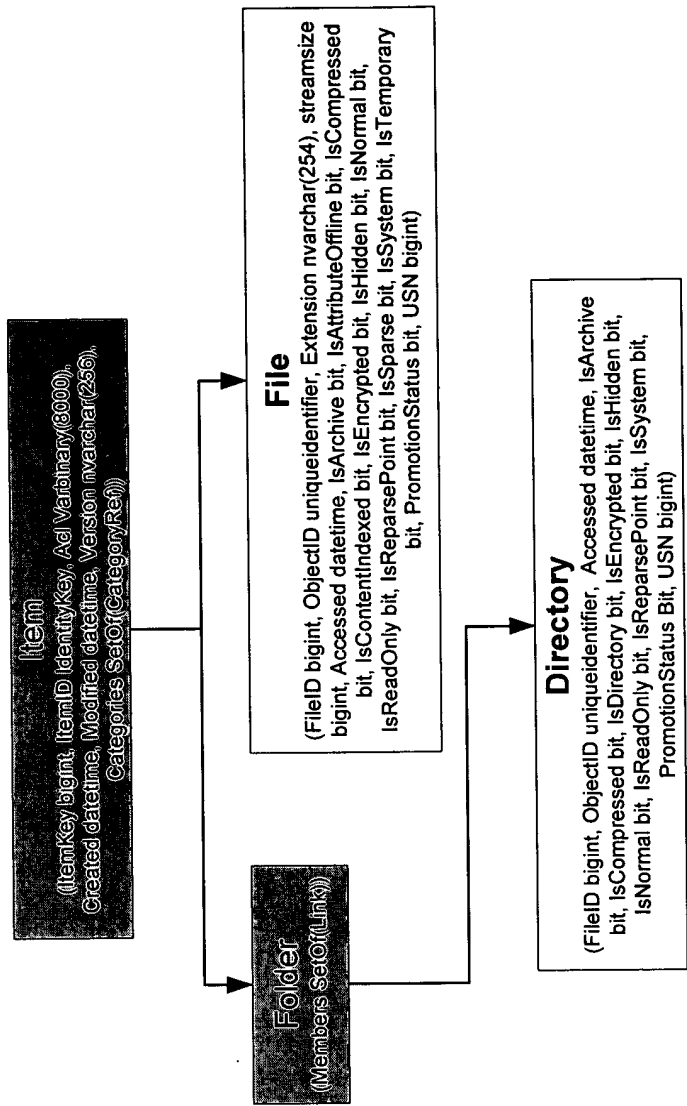 Item
(ItemKey bigint, ItemID IdentityKey, Acl Varbinary(8000),
Created datetime, Modified datetime, Version nvarchar(256),
Categories SetOf(CategoryRef))
Folder
(Members SetOf(Link))
File
(FileID bigint, ObjectID uniqueidentifier, Extension nvarchar(254), streamsize
bigint, Accessed datetime, IsArchive bit, IsAttributeOffline bit, IsCompressed
bit, IsContentIndexed bit, IsEncrypted bit, IsHidden bit, IsNormal bit,
IsReadOnly bit, IsReparsePoint bit, IsSparse bit, IsSystem bit, IsTemporary
bit, PromotionStatus bit, USN bigint)
Directory
(FileID bigint, ObjectID uniqueidentifier, Accessed datetime, IsArchive
bit, IsCompressed bit, IsDirectory bit, IsEncrypted bit, IsHidden bit,
IsNormal bit, IsReadOnly bit, IsReparsePoint bit, IsSystem bit,
PromotionStatus Bit, USN bigint)